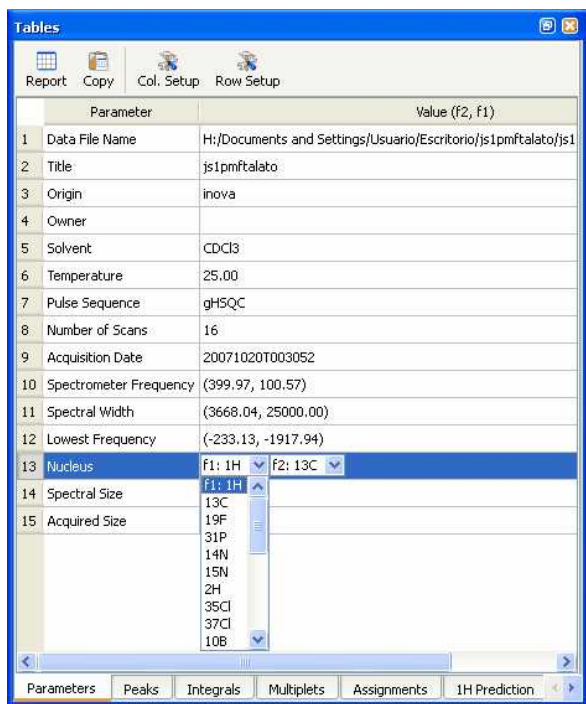 Tables
Report Copy Col. Setup Row Setup
Parameter Value (f2, f1)
1 Data File Name H:/Documents and Settings/Usuario/Escritorio/js1pmftalato/js1
2 Title js1pmftalato
3 Origin inova
4 Owner
5 Solvent CDCl3
6 Temperature 25.00
7 Pulse Sequence gHSQC
8 Number of Scans 16
9 Acquisition Date 20071020T003052
10 Spectrometer Frequency (399.97, 100.57)
11 Spectral Width (3668.04, 25000.00)
12 Lowest Frequency (-233.13, -1917.94)
13 Nucleus f1: 1H f2: 13C
f1: 1H
14 Spectral Size 13C
19F
15 Acquired Size 31P
14N
15N
2H
35Cl
37Cl
10B
Parameters Peaks Integrals Multiplets Assignments 1H Prediction